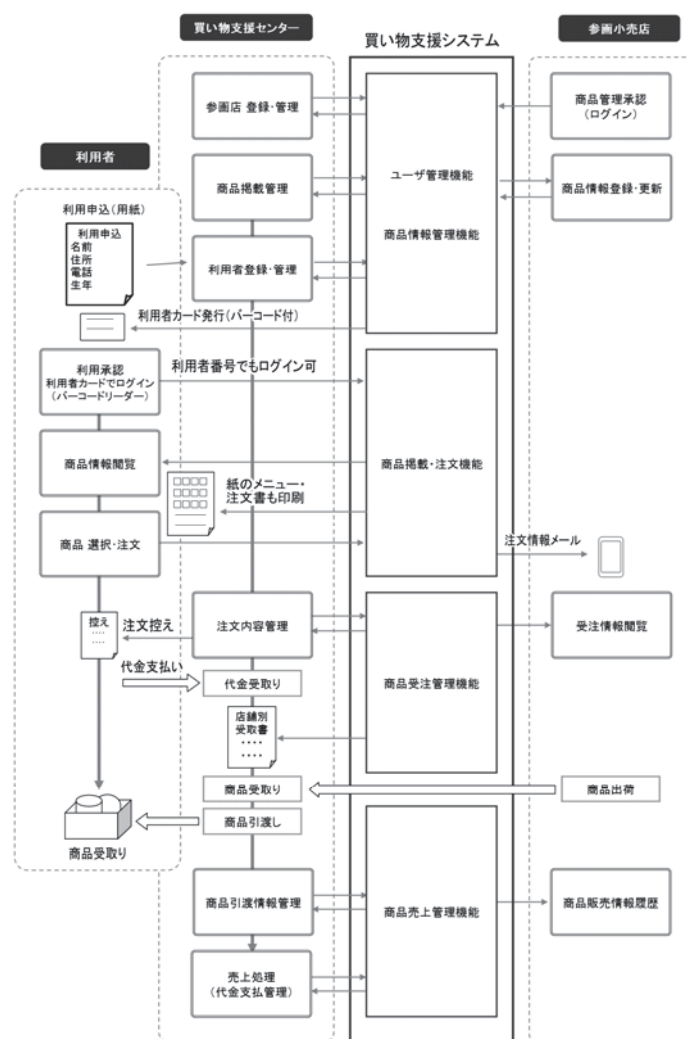 買い物支援センター
買い物支援システム
参画小売店
参画店 登録・管理
商品管理承認
(ログイン)
利用者
商品掲載管理
ユーザ管理機能
商品情報登録・更新
利用申込(用紙)
利用申込
名前
住所
電話
生年
商品情報管理機能
利用者登録・管理
利用者カード発行(バーコード付)
利用承認
利用者カードでログイン
(バーコードリーダー)
利用者番号でもログイン可
商品情報閲覧
商品掲載・注文機能
紙のメニュー・
注文書も印刷
商品 選択・注文
注文情報メール
控え
‥‥
‥‥
注文控え
注文内容管理
受注情報閲覧
代金支払い
代金受取り
商品受注管理機能
店舗別
受取書
‥‥
‥‥
商品受取り
商品出荷
商品引渡し
商品受取り
商品引渡情報管理
商品売上管理機能
商品販売情報履歴
売上処理
(代金支払管理)